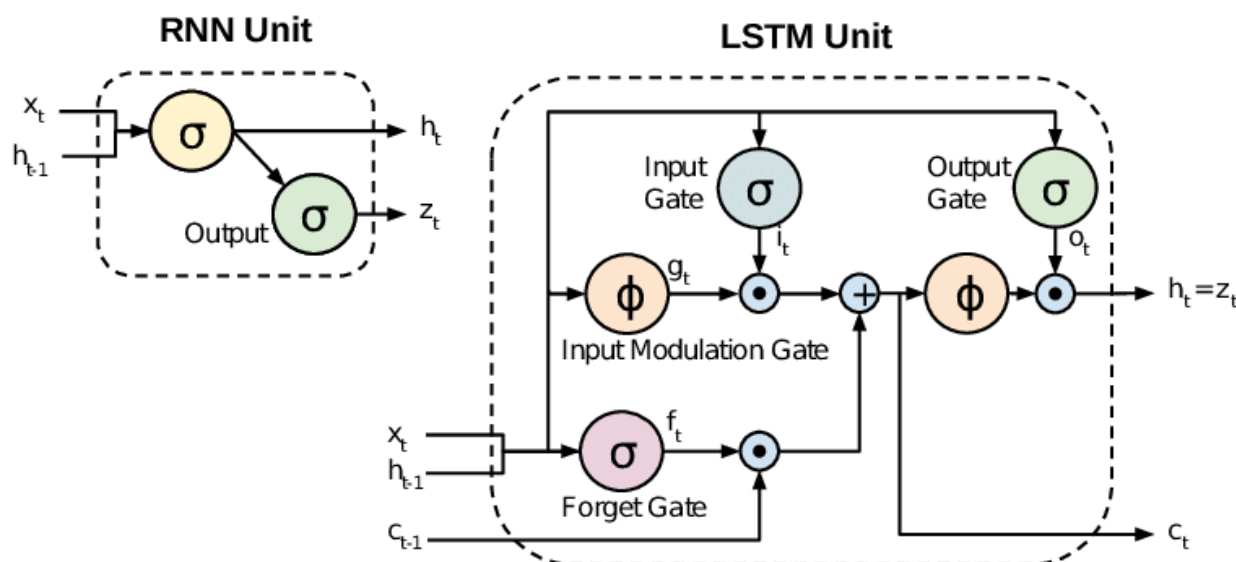 RNN Unit
xₜ
hₜ₋₁
σ
hₜ
σ
zₜ
Output
LSTM Unit
Input
Gate
σ
iₜ
Output
Gate
σ
oₜ
ϕ
gₜ
+
ϕ
hₜ=zₜ
Input Modulation Gate
xₜ
hₜ₋₁
σ
fₜ
Forget Gate
cₜ₋₁
cₜ